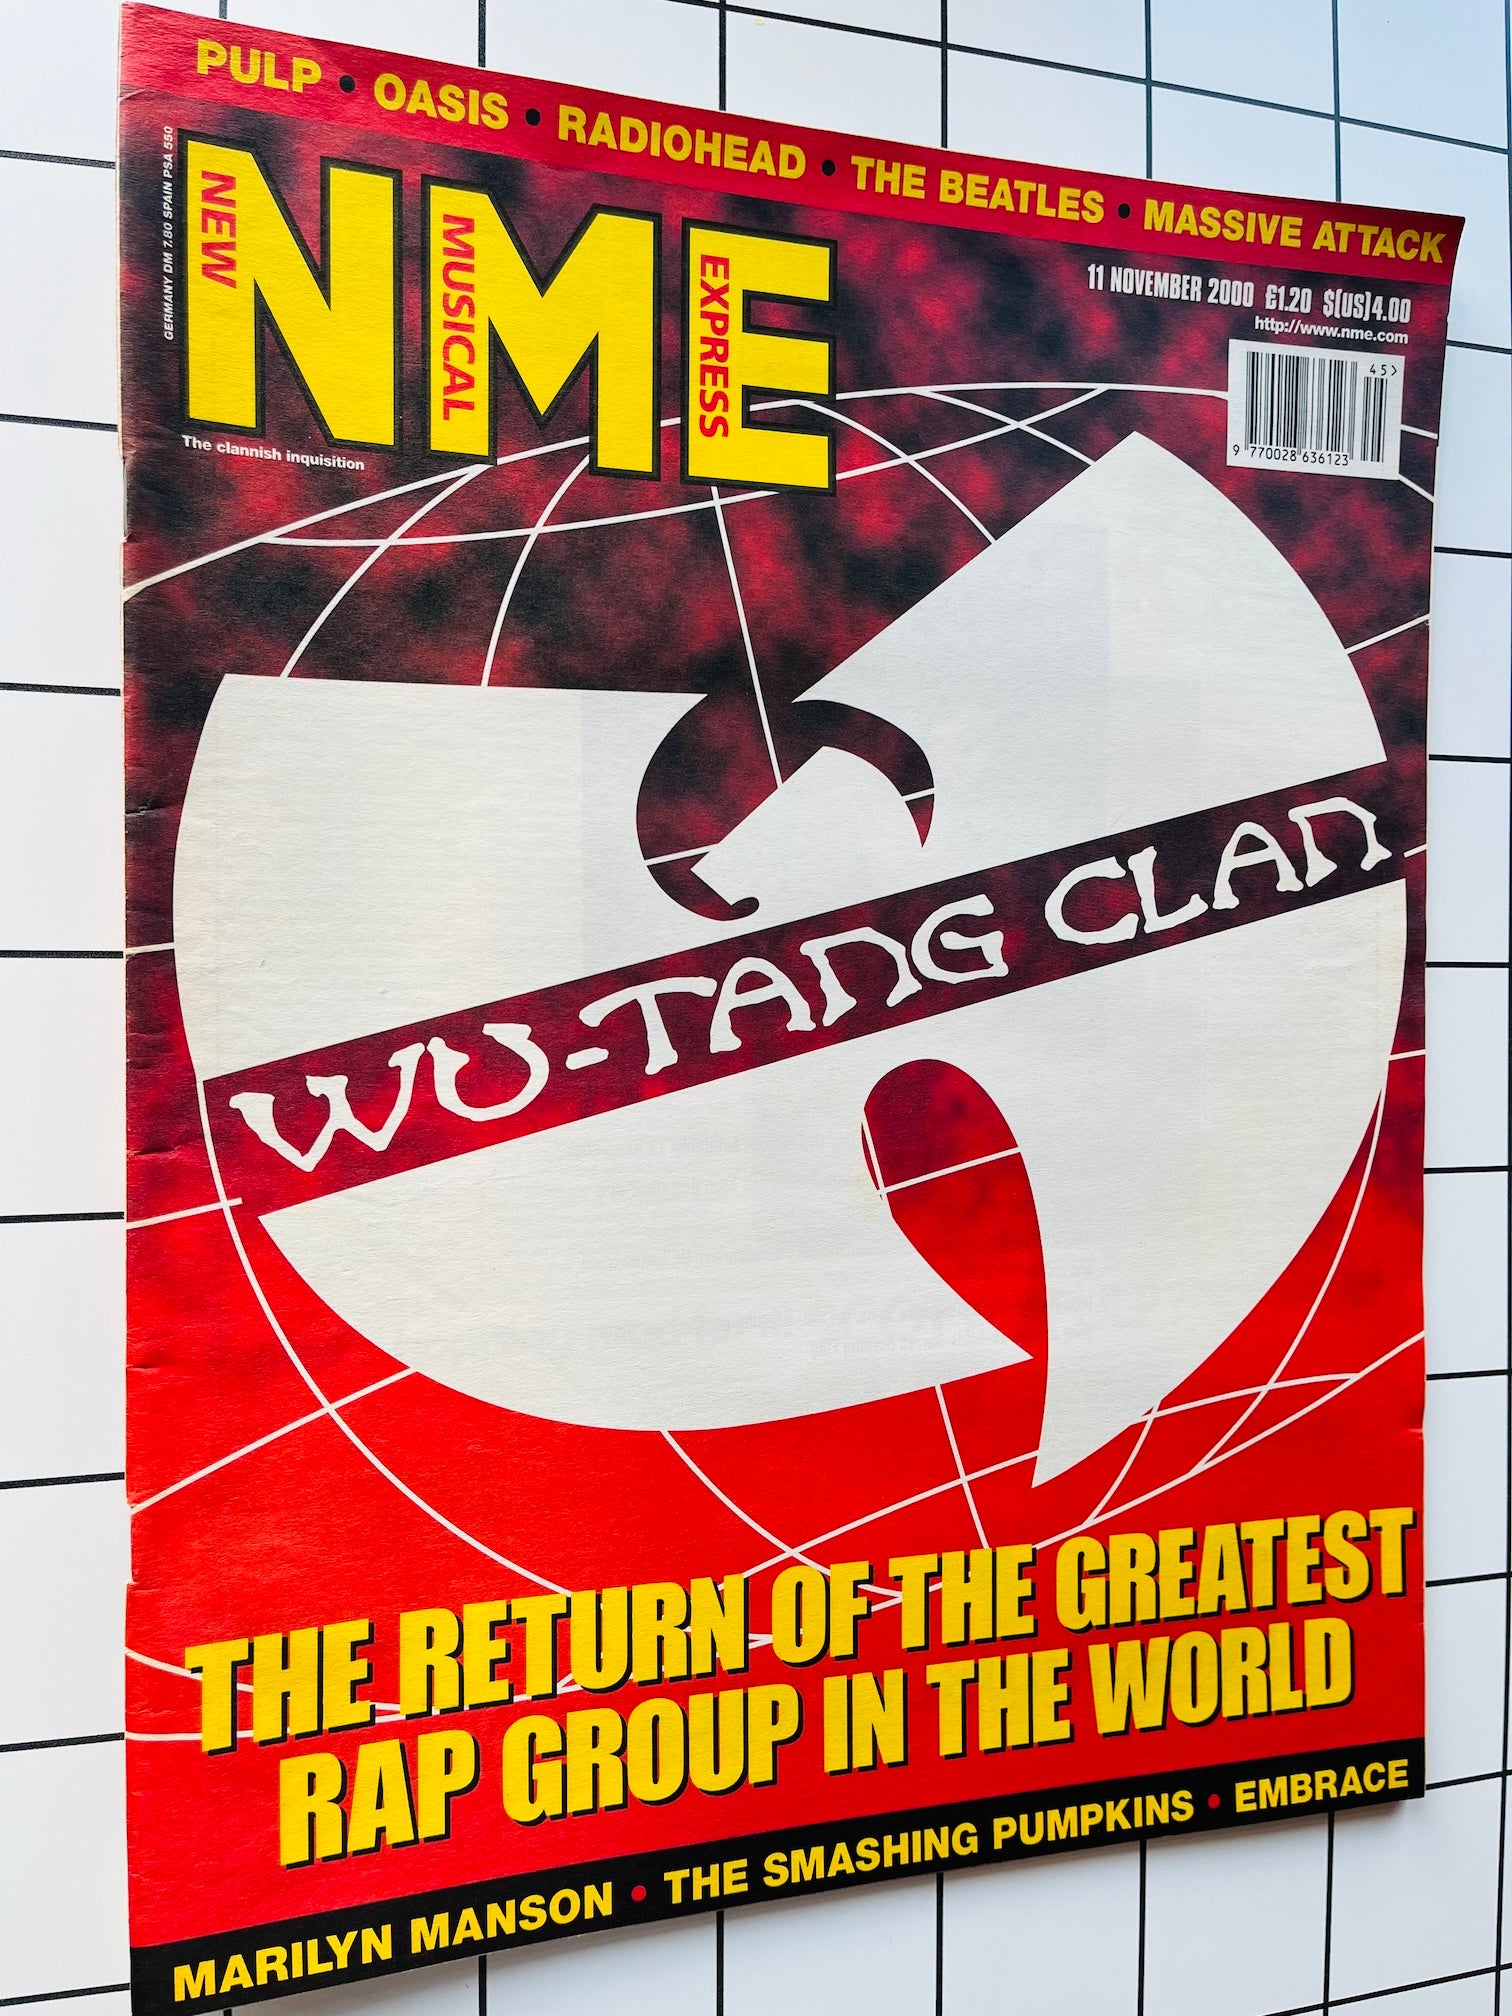 PULP • OASIS • RADIOHEAD • THE BEATLES • MASSIVE ATTACK
GERMANY DM 7.80 SPAIN PSA 550
NME
NEW
MUSICAL
EXPRESS
The clannish inquisition
11 NOVEMBER 2000 £1.20 $(US)4.00
http://www.nme.com
45>
9 770028 636123
WU-TANG CLAN
THE RETURN OF THE GREATEST
RAP GROUP IN THE WORLD
MARILYN MANSON • THE SMASHING PUMPKINS • EMBRACE